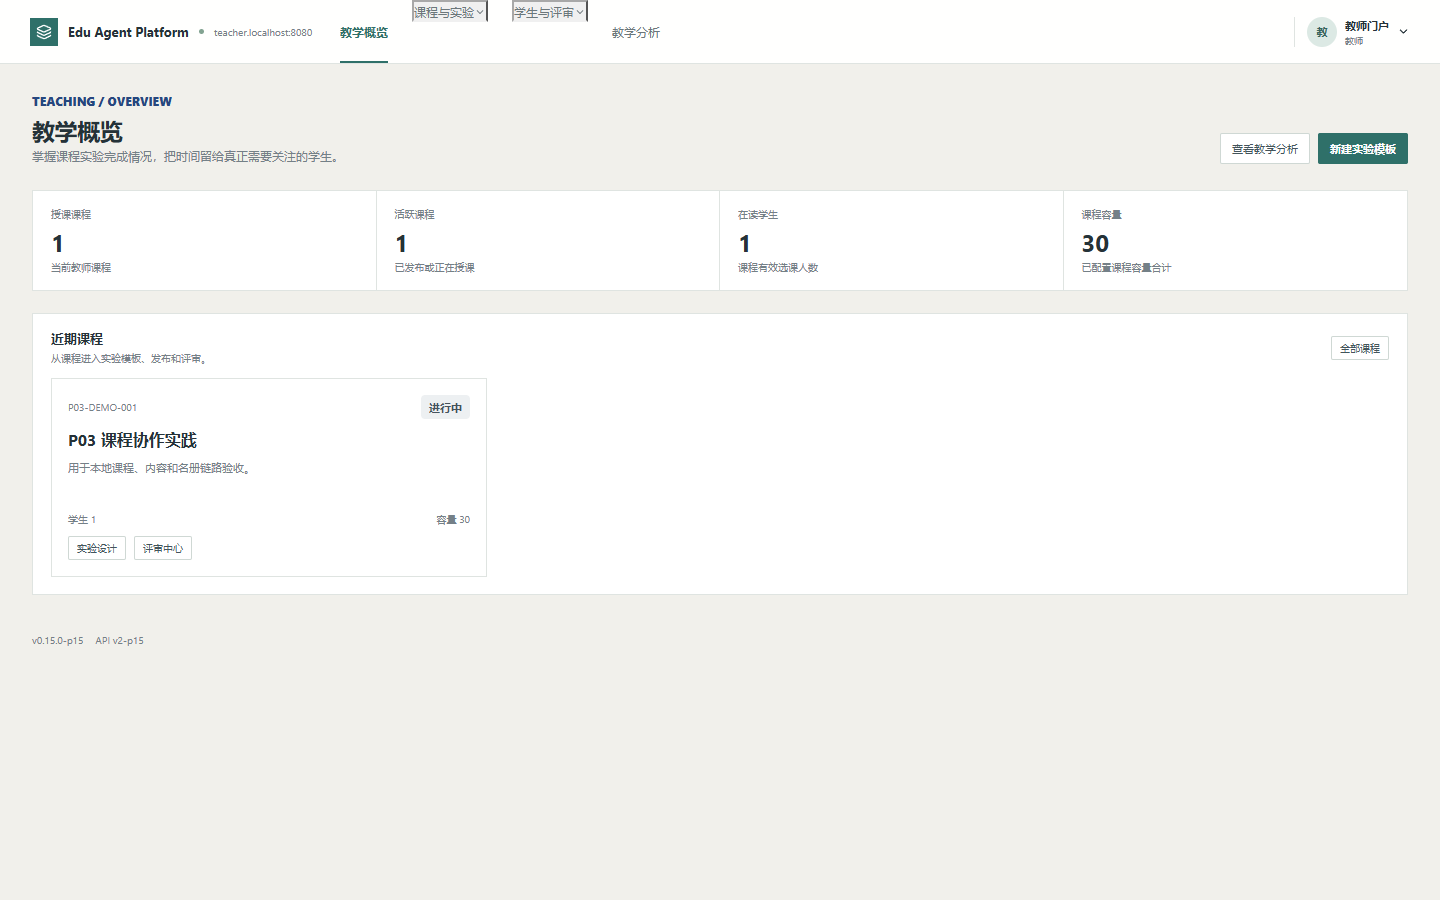 Edu Agent Platform
teacher.localhost:8080
教学概览
课程与实验
学生与评审
教学分析
教
教师门户
教师
TEACHING / OVERVIEW
教学概览
掌握课程实验完成情况，把时间留给真正需要关注的学生。
查看教学分析
新建实验模板
授课课程
1
当前教师课程
活跃课程
1
已发布或正在授课
在读学生
1
课程有效选课人数
课程容量
30
已配置课程容量合计
近期课程
从课程进入实验模板、发布和评审。
全部课程
P03-DEMO-001
进行中
P03 课程协作实践
用于本地课程、内容和名册链路验收。
学生 1
容量 30
实验设计
评审中心
v0.15.0-p15 API v2-p15